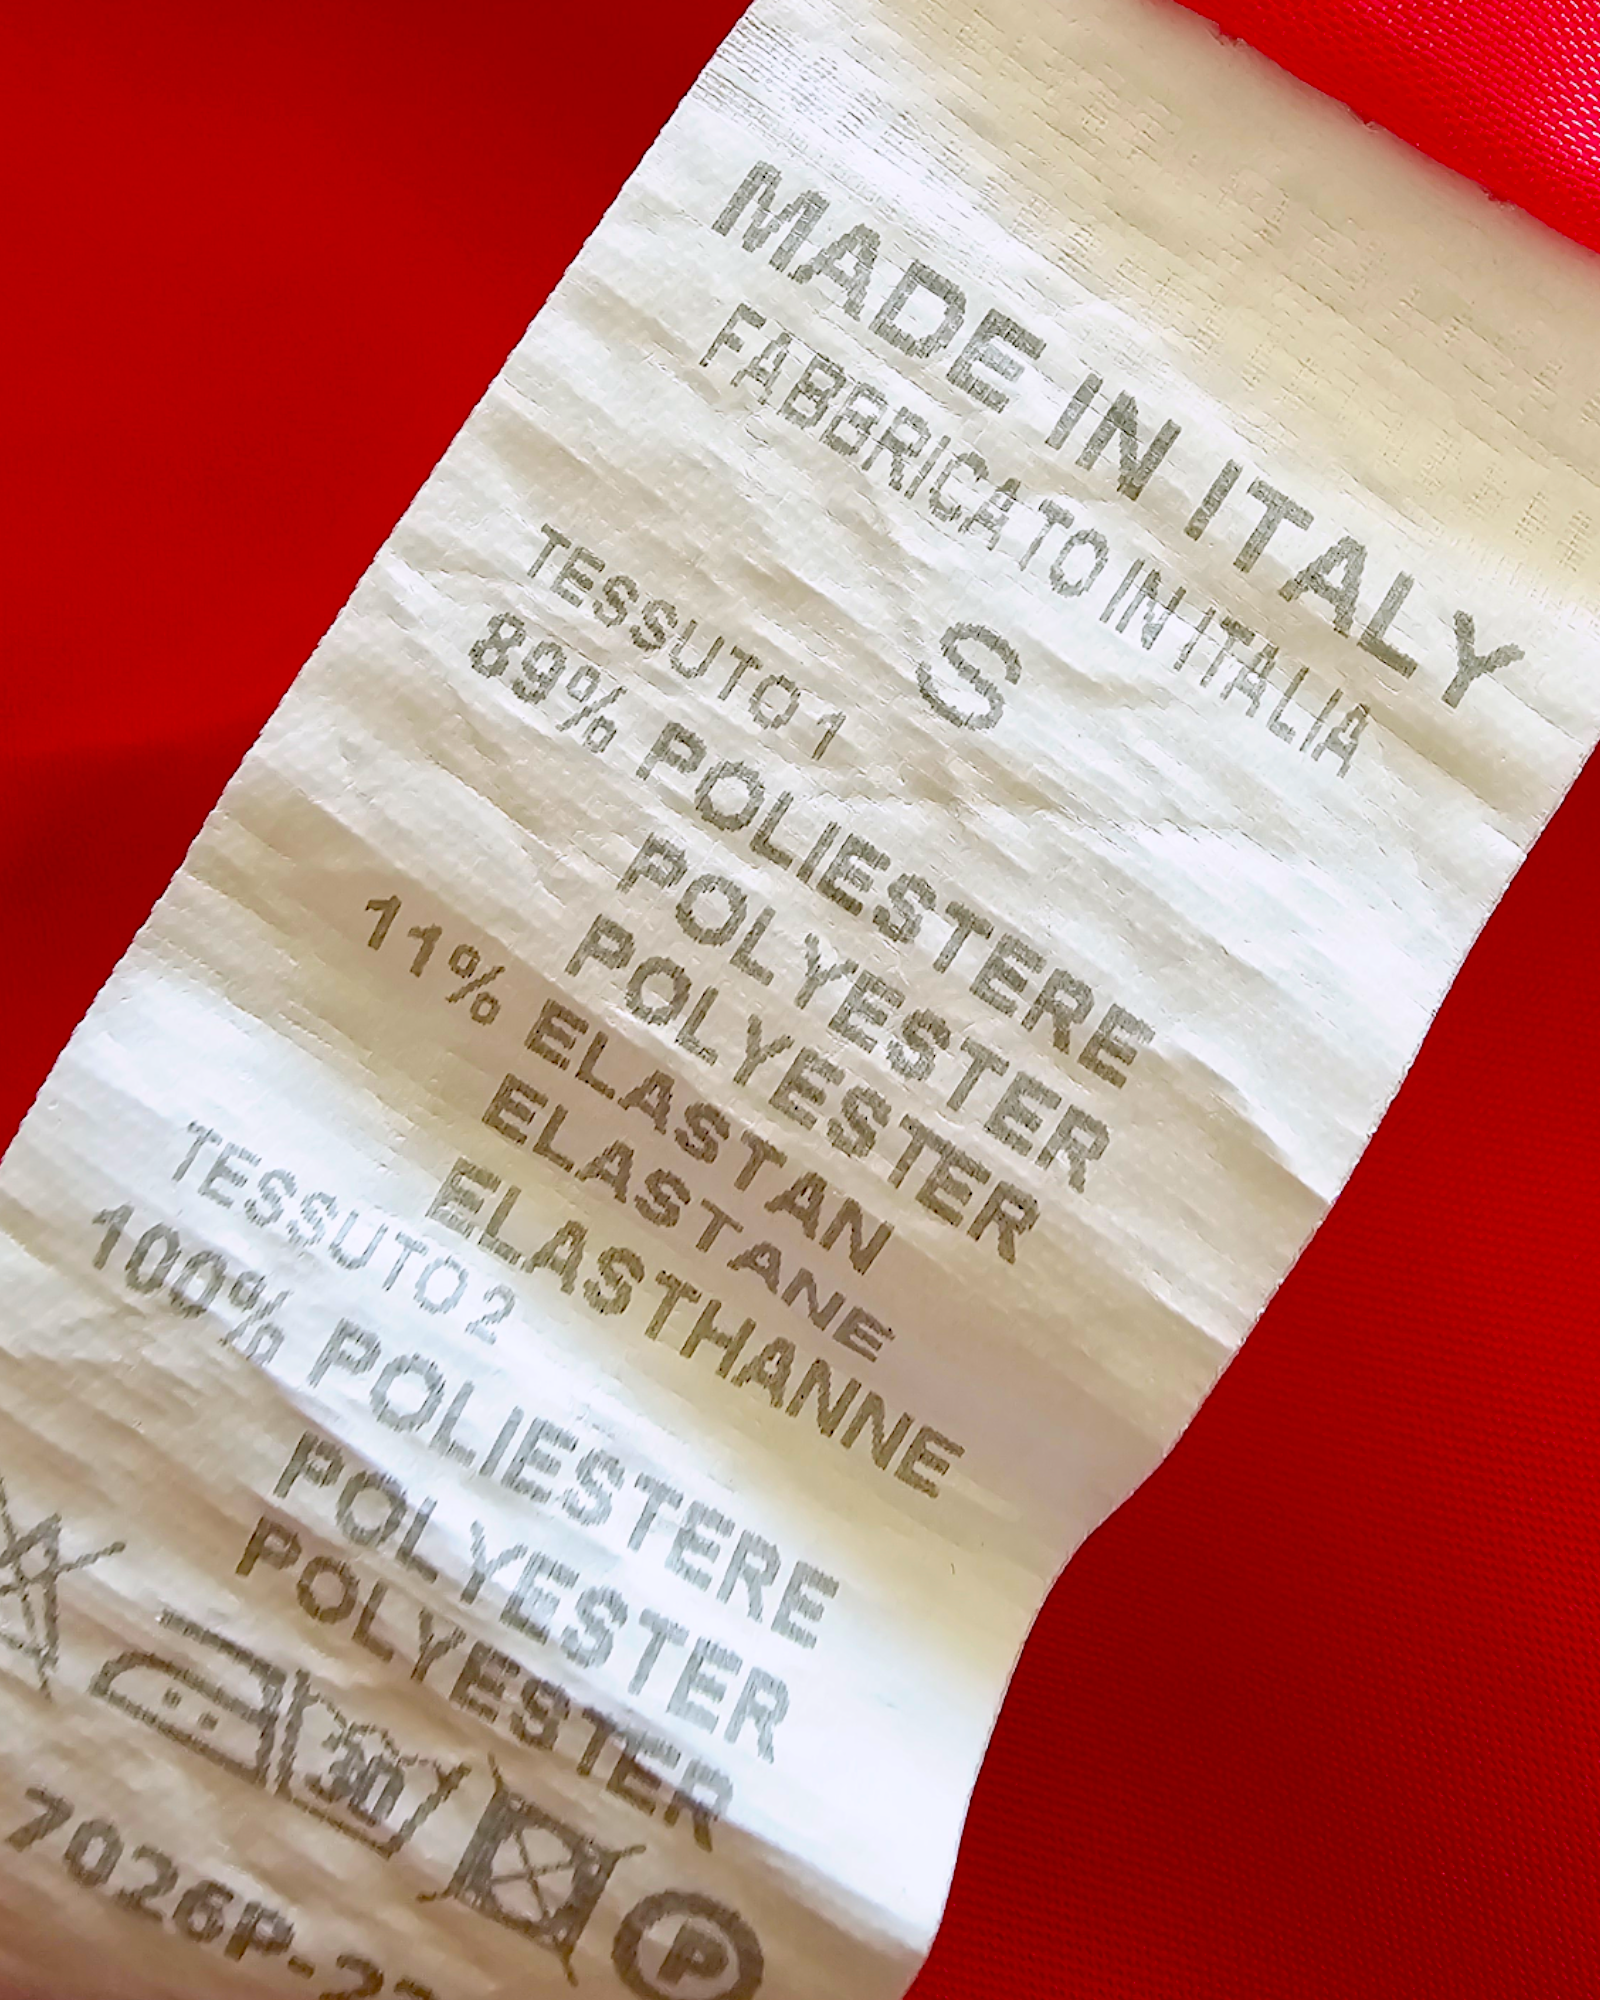 MADE IN ITALY
FABBRICATO IN ITALIA
S
TESSUTO 1
89% POLIESTERE
POLYESTER
POLYESTER
11% ELASTAN
ELASTANE
ELASTHANNE
TESSUTO 2
100% POLIESTERE
POLYESTER
POLYESTER
30
P